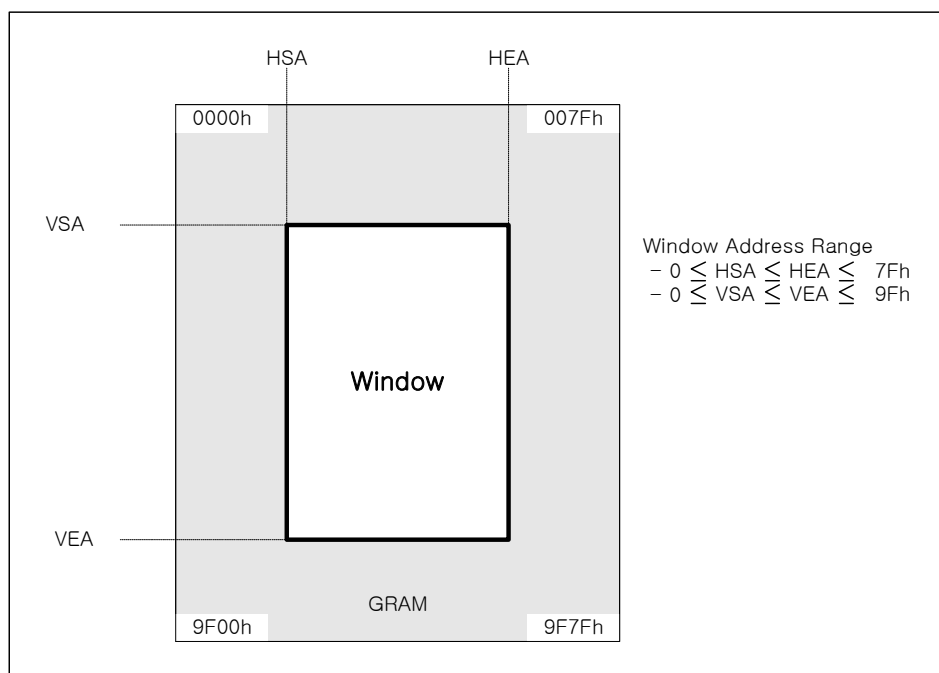 HSA HEA
0000h 007Fh
VSA
Window Address Range
- 0 ≤ HSA ≤ HEA ≤ 7Fh
- 0 ≤ VSA ≤ VEA ≤ 9Fh
Window
VEA
GRAM
9F00h 9F7Fh